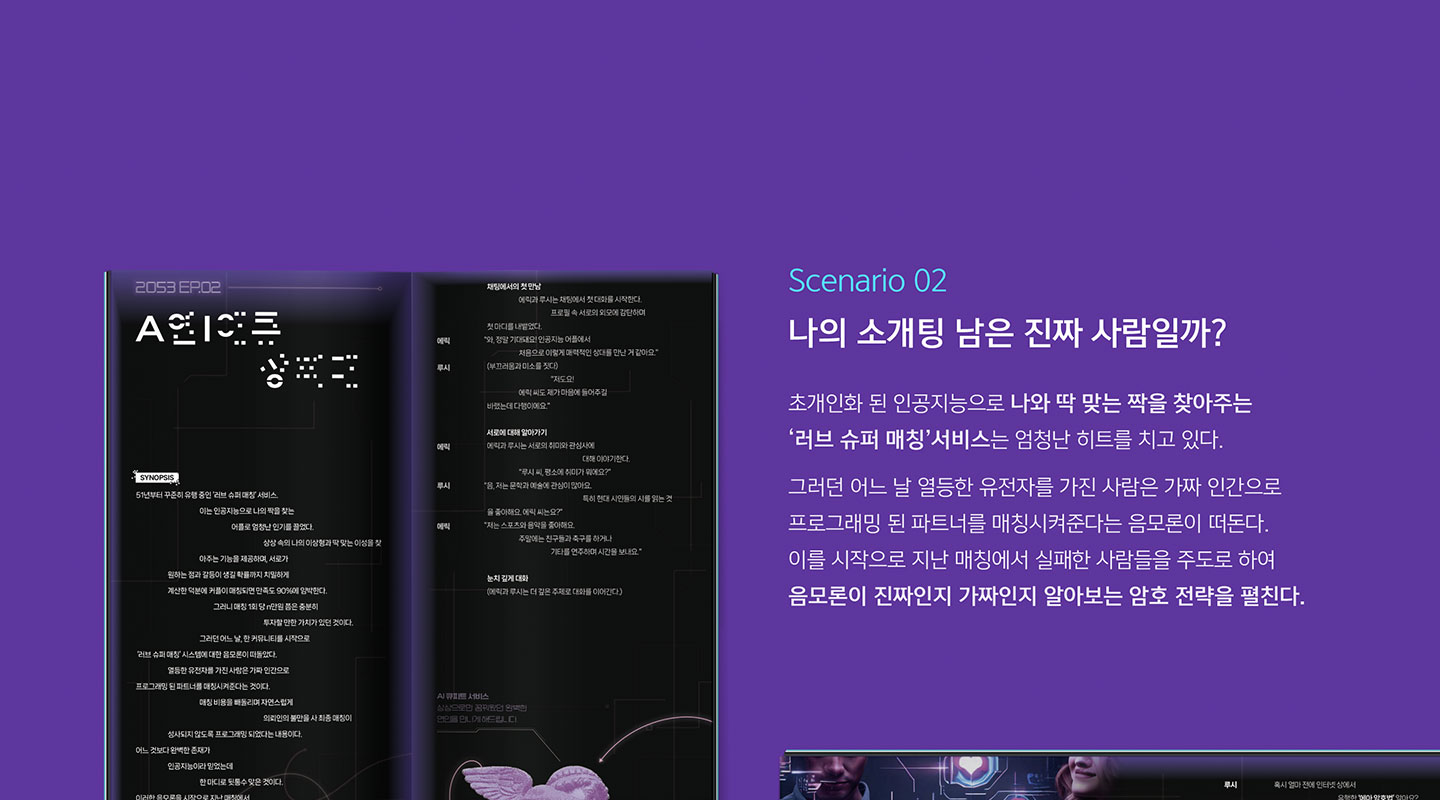 2053 EP.02
SYNOPSIS
51년부터 꾸준히 유행 중인 '러브 슈퍼 매칭' 서비스.
이는 인공지능으로 나의 짝을 찾는
어플로 엄청난 인기를 끌었다.
상상 속의 나의 이상형과 딱 맞는 이성을 찾
아주는 기능을 제공하며, 서로가
원하는 점과 갈등이 생길 확률까지 치밀하게
계산한 덕분에 커플이 매칭되면 만족도 90%에 임박한다.
그러니 매칭 1회 당 n만원 쯤은 충분히
투자할 만한 가치가 있던 것이다.
그러던 어느 날, 한 커뮤니티를 시작으로
'러브 슈퍼 매칭' 시스템에 대한 음모론이 떠돌았다.
열등한 유전자를 가진 사람은 가짜 인간으로
프로그래밍 된 파트너를 매칭시켜준다는 것이다.
매칭 비용을 빼돌리며 자연스럽게
의뢰인의 불만을 사 최종 매칭이
성사되지 않도록 프로그래밍 되었다는 내용이다.
어느 것보다 완벽한 존재가
인공지능이라 믿었는데
한 마디로 뒷통수 맞은 것이다.
이러한 음모론을 시작으로 지난 매칭에서
채팅에서의 첫 만남
에릭과 루시는 채팅에서 첫 대화를 시작한다.
프로필 속 서로의 외모에 감탄하며
첫 마디를 내뱉었다.
에릭 "와, 정말 기대돼요! 인공지능 어플에서
처음으로 이렇게 매력적인 상대를 만난 거 같아요."
루시 (부끄러움과 미소를 짓다)
"저도요!
에릭 씨도 제가 마음에 들어주길
바랬는데 다행이에요."
서로에 대해 알아가기
에릭 에릭과 루시는 서로의 취미와 관심사에
대해 이야기한다.
"루시 씨, 평소에 취미가 뭐에요?"
루시 "음, 저는 문학과 예술에 관심이 많아요.
특히 현대 시인들의 시를 읽는 것
을 좋아해요. 에릭 씨는요?"
에릭 "저는 스포츠와 음악을 좋아해요.
주말에는 친구들과 축구를 하거나
기타를 연주하며 시간을 보내요."
눈치 깊게 대화
(에릭과 루시는 더 깊은 주제로 대화를 이어간다.)
AI 큐피트 서비스
상상으로만 꿈꿔왔던 완벽한
연인을 만나게 해드립니다
Scenario 02
나의 소개팅 남은 진짜 사람일까?
초개인화 된 인공지능으로 나와 딱 맞는 짝을 찾아주는
'러브 슈퍼 매칭'서비스는 엄청난 히트를 치고 있다.
그러던 어느 날 열등한 유전자를 가진 사람은 가짜 인간으로
프로그래밍 된 파트너를 매칭시켜준다는 음모론이 떠돈다.
이를 시작으로 지난 매칭에서 실패한 사람들을 주도로 하여
음모론이 진짜인지 가짜인지 알아보는 암호 전략을 펼친다.
루시 혹시 얼마 전에 인터넷 상에서
유행한 '헤아 암호법' 알아요?